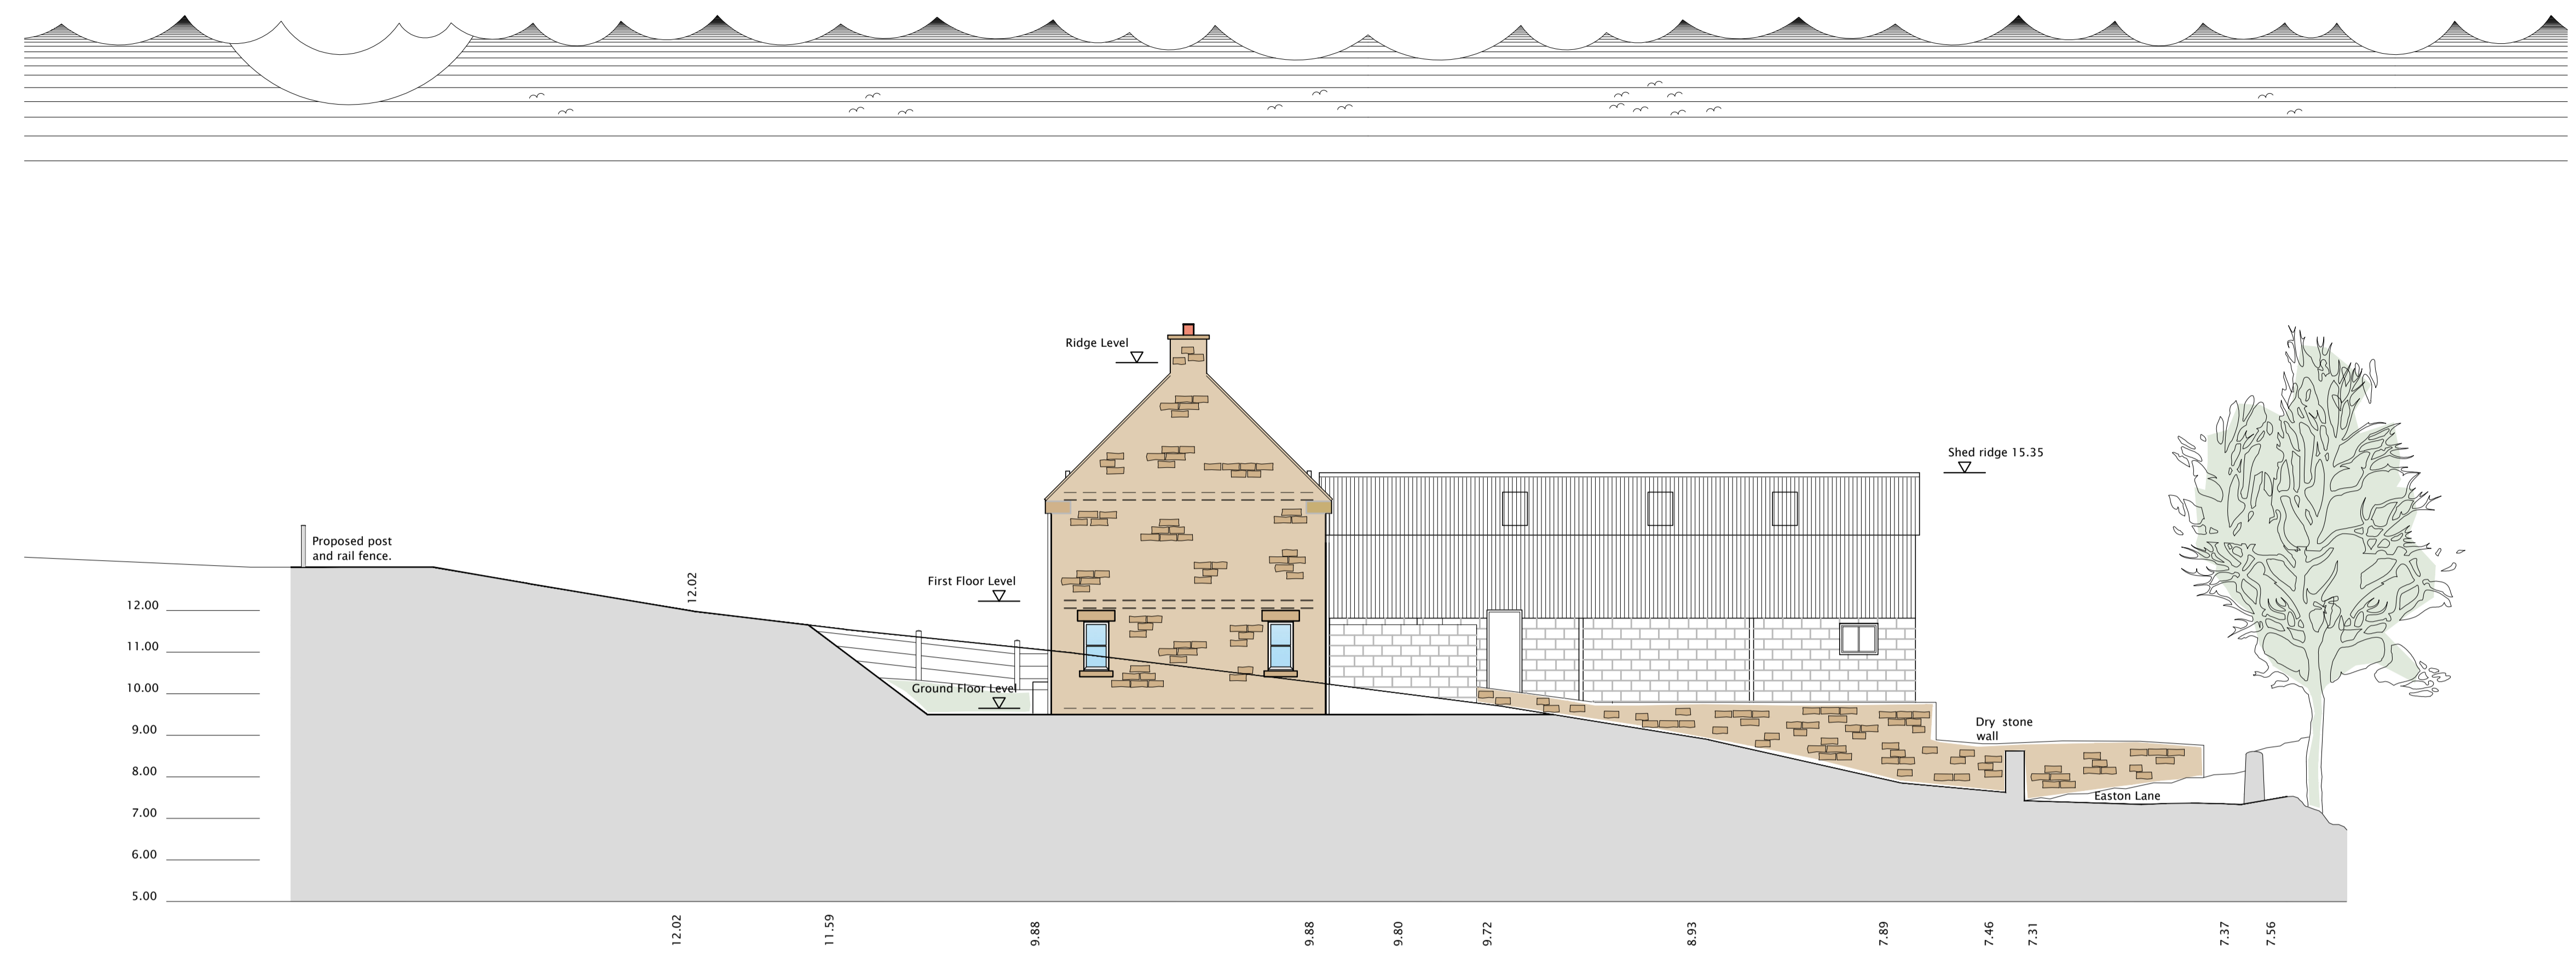 Ridge Level
Shed ridge 15.35
Proposed post
and rail fence.
12.02
First Floor Level
12.00
11.00
10.00
Ground Floor Level
9.00
Dry stone
wall
8.00
Easton Lane
7.00
6.00
5.00
12.02
11.59
9.88
9.88
9.80
9.72
8.93
7.89
7.46
7.31
7.37
7.56